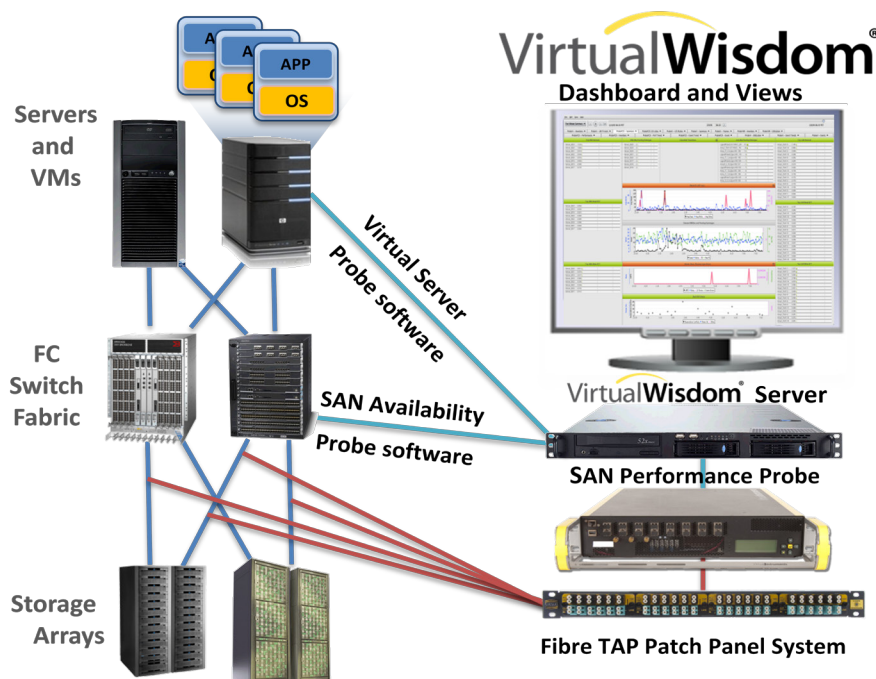 VirtualWisdom®
Dashboard and Views
Servers
and
VMs
APP
OS
Virtual Server
Probe software
FC
Switch
Fabric
SAN Availability
Probe software
VirtualWisdom® Server
SAN Performance Probe
Storage
Arrays
Fibre TAP Patch Panel System